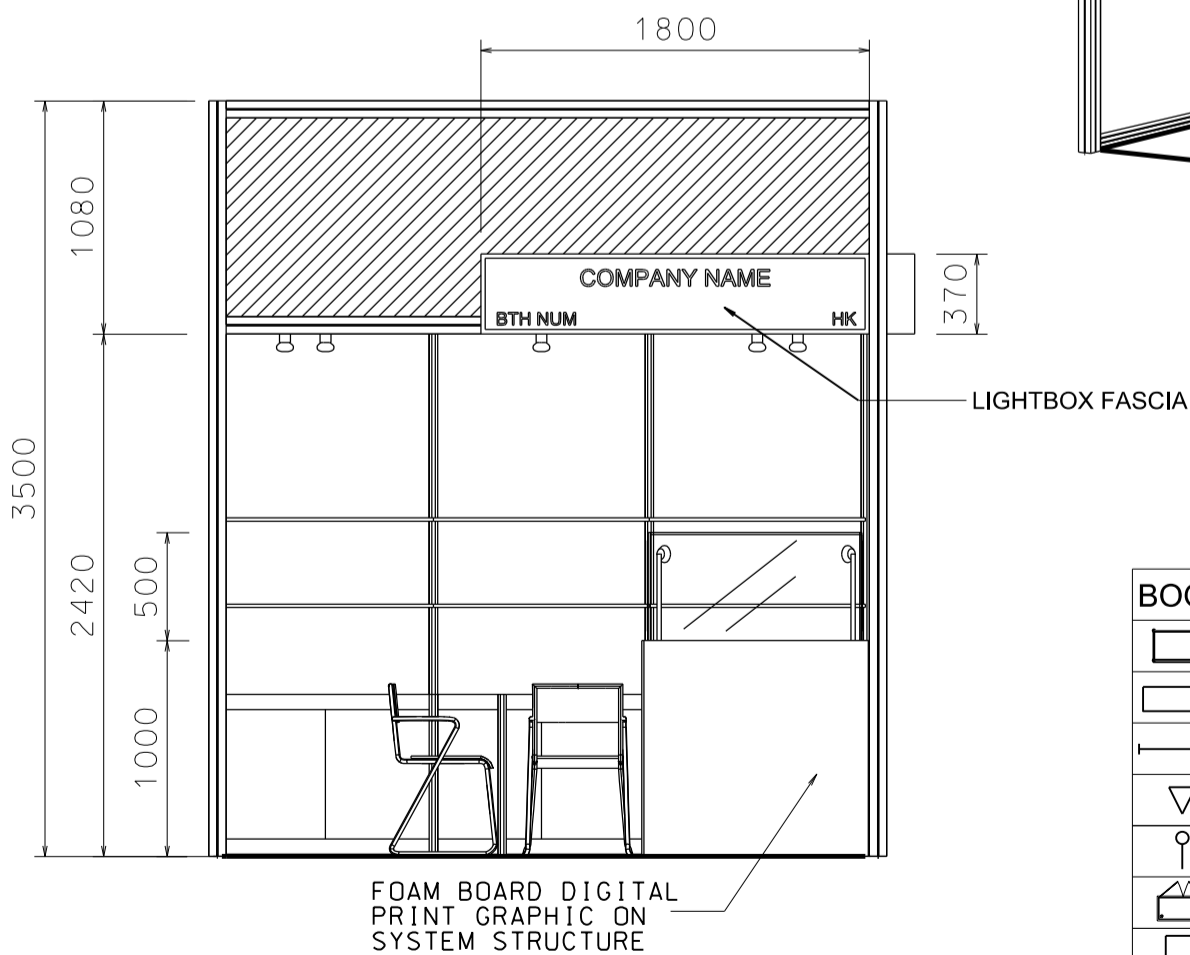 1800
1080
3500
2420
500
1000
370
COMPANY NAME
BTH NUM HK
LIGHTBOX FASCIA
FOAM BOARD DIGITAL
PRINT GRAPHIC ON
SYSTEM STRUCTURE